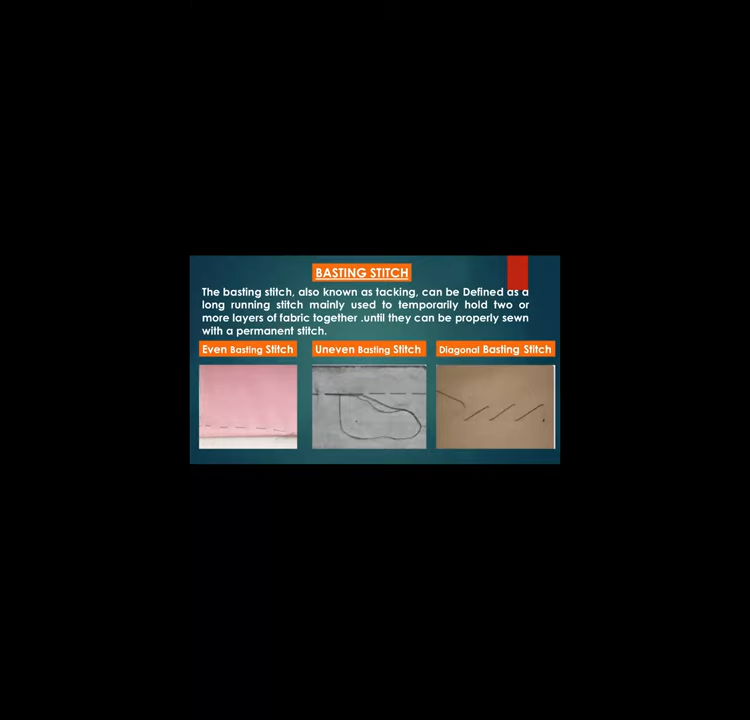 BASTING STITCH
The basting stitch, also known as tacking, can be Defined as a
long running stitch mainly used to temporarily hold two or
more layers of fabric together .until they can be properly sewn
with a permanent stitch.
Even Basting Stitch
Uneven Basting Stitch
Diagonal Basting Stitch